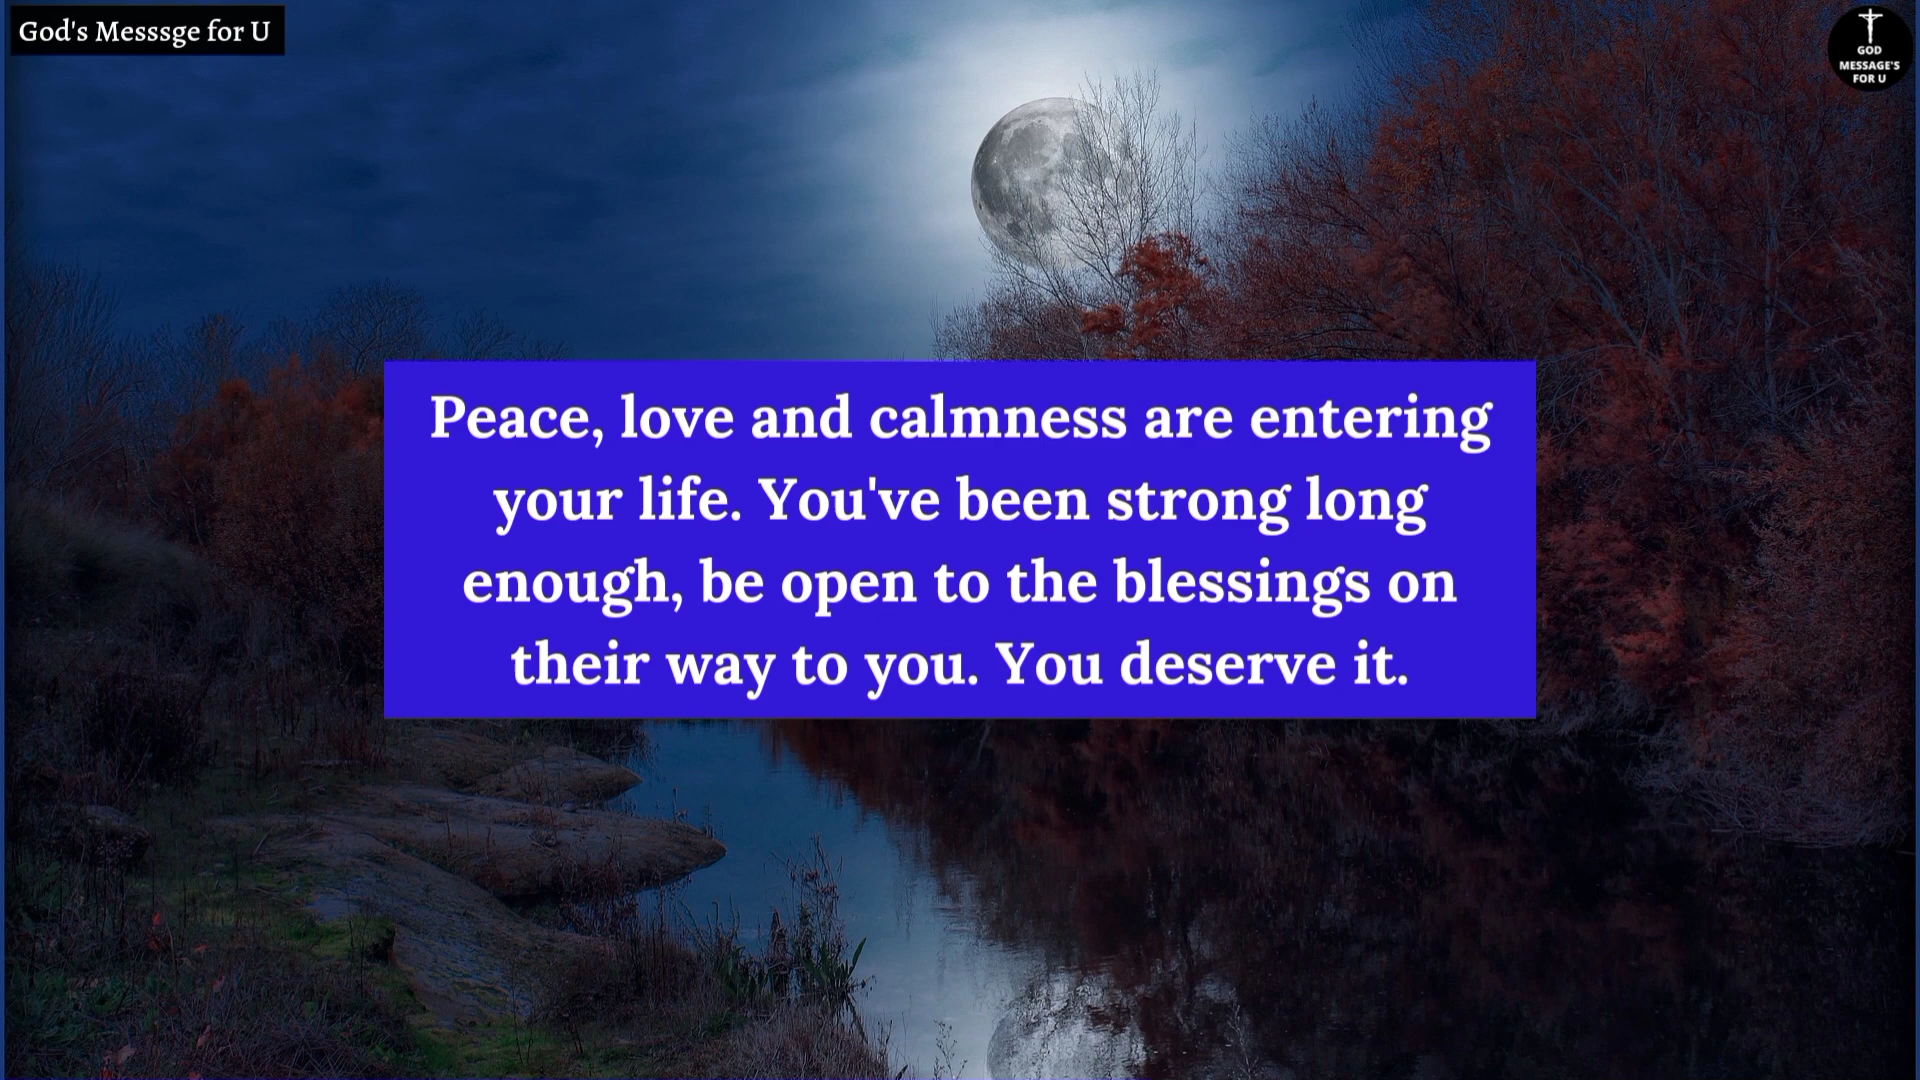 God's Messsge for U
GOD
MESSAGE'S
FOR U
Peace, love and calmness are entering
your life. You've been strong long
enough, be open to the blessings on
their way to you. You deserve it.